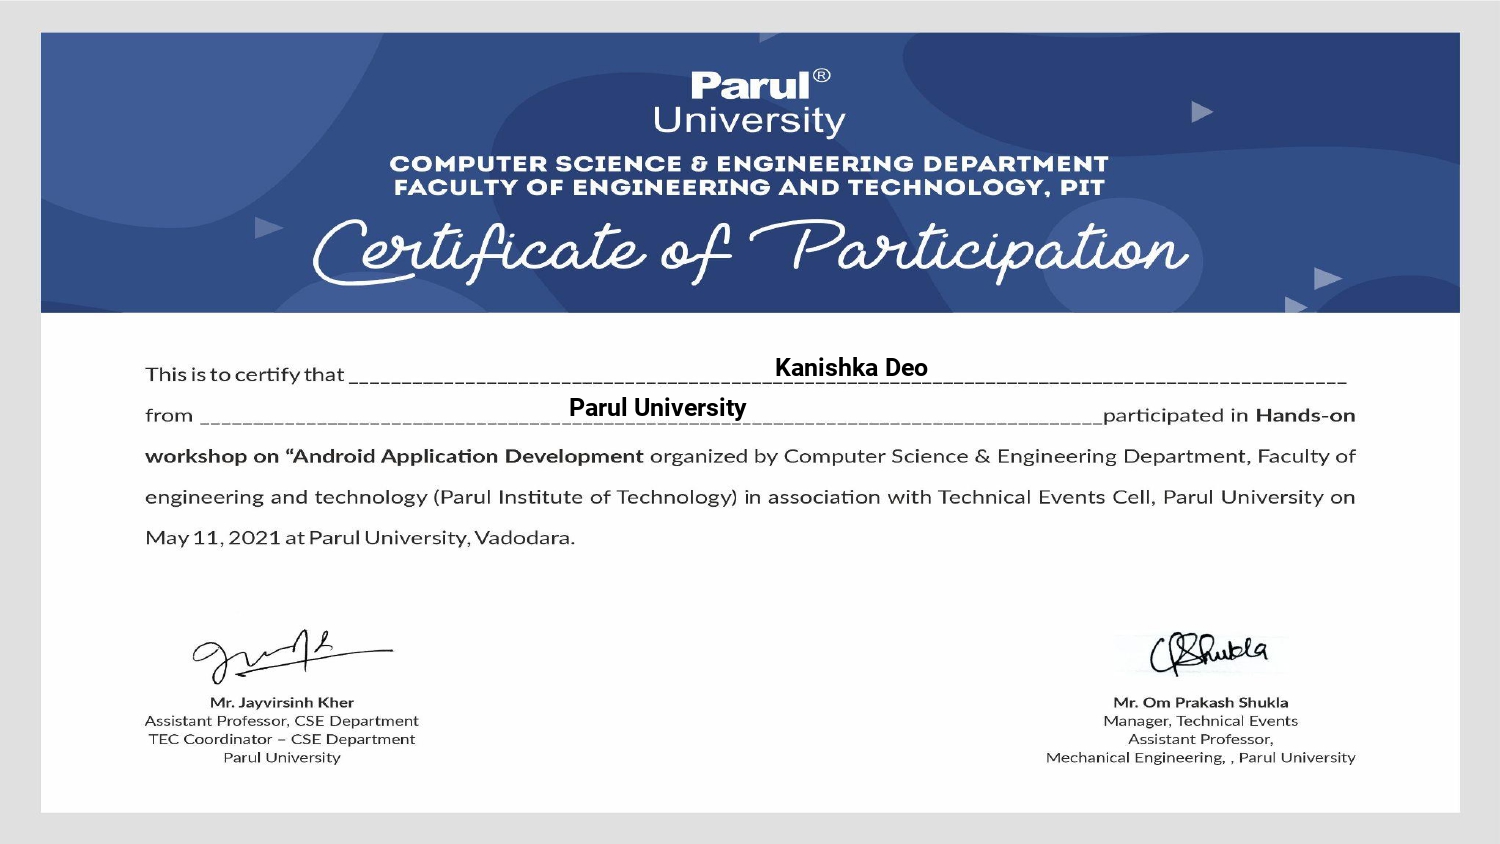 Parul®
University
COMPUTER SCIENCE & ENGINEERING DEPARTMENT
FACULTY OF ENGINEERING AND TECHNOLOGY, PIT
Certificate of Participation
This is to certify that Kanishka Deo
from Parul University participated in Hands-on
workshop on “Android Application Development organized by Computer Science & Engineering Department, Faculty of
engineering and technology (Parul Institute of Technology) in association with Technical Events Cell, Parul University on
May 11, 2021 at Parul University, Vadodara.
Mr. Jayvirsinh Kher
Assistant Professor, CSE Department
TEC Coordinator – CSE Department
Parul University
OPShukla
Mr. Om Prakash Shukla
Manager, Technical Events
Assistant Professor,
Mechanical Engineering, , Parul University